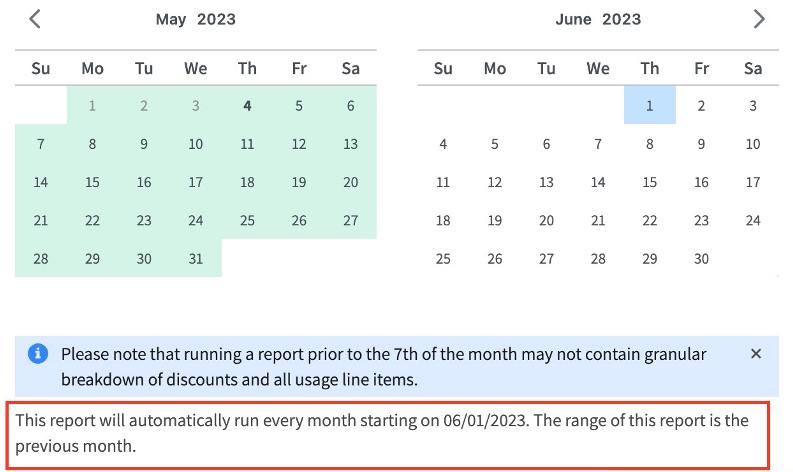 May 2023
Su Mo Tu We Th Fr Sa
1 2 3 4 5 6
7 8 9 10 11 12 13
14 15 16 17 18 19 20
21 22 23 24 25 26 27
28 29 30 31
June 2023
Su Mo Tu We Th Fr Sa
1 2 3
4 5 6 7 8 9 10
11 12 13 14 15 16 17
18 19 20 21 22 23 24
25 26 27 28 29 30
Please note that running a report prior to the 7th of the month may not contain granular
breakdown of discounts and all usage line items.
This report will automatically run every month starting on 06/01/2023. The range of this report is the
previous month.